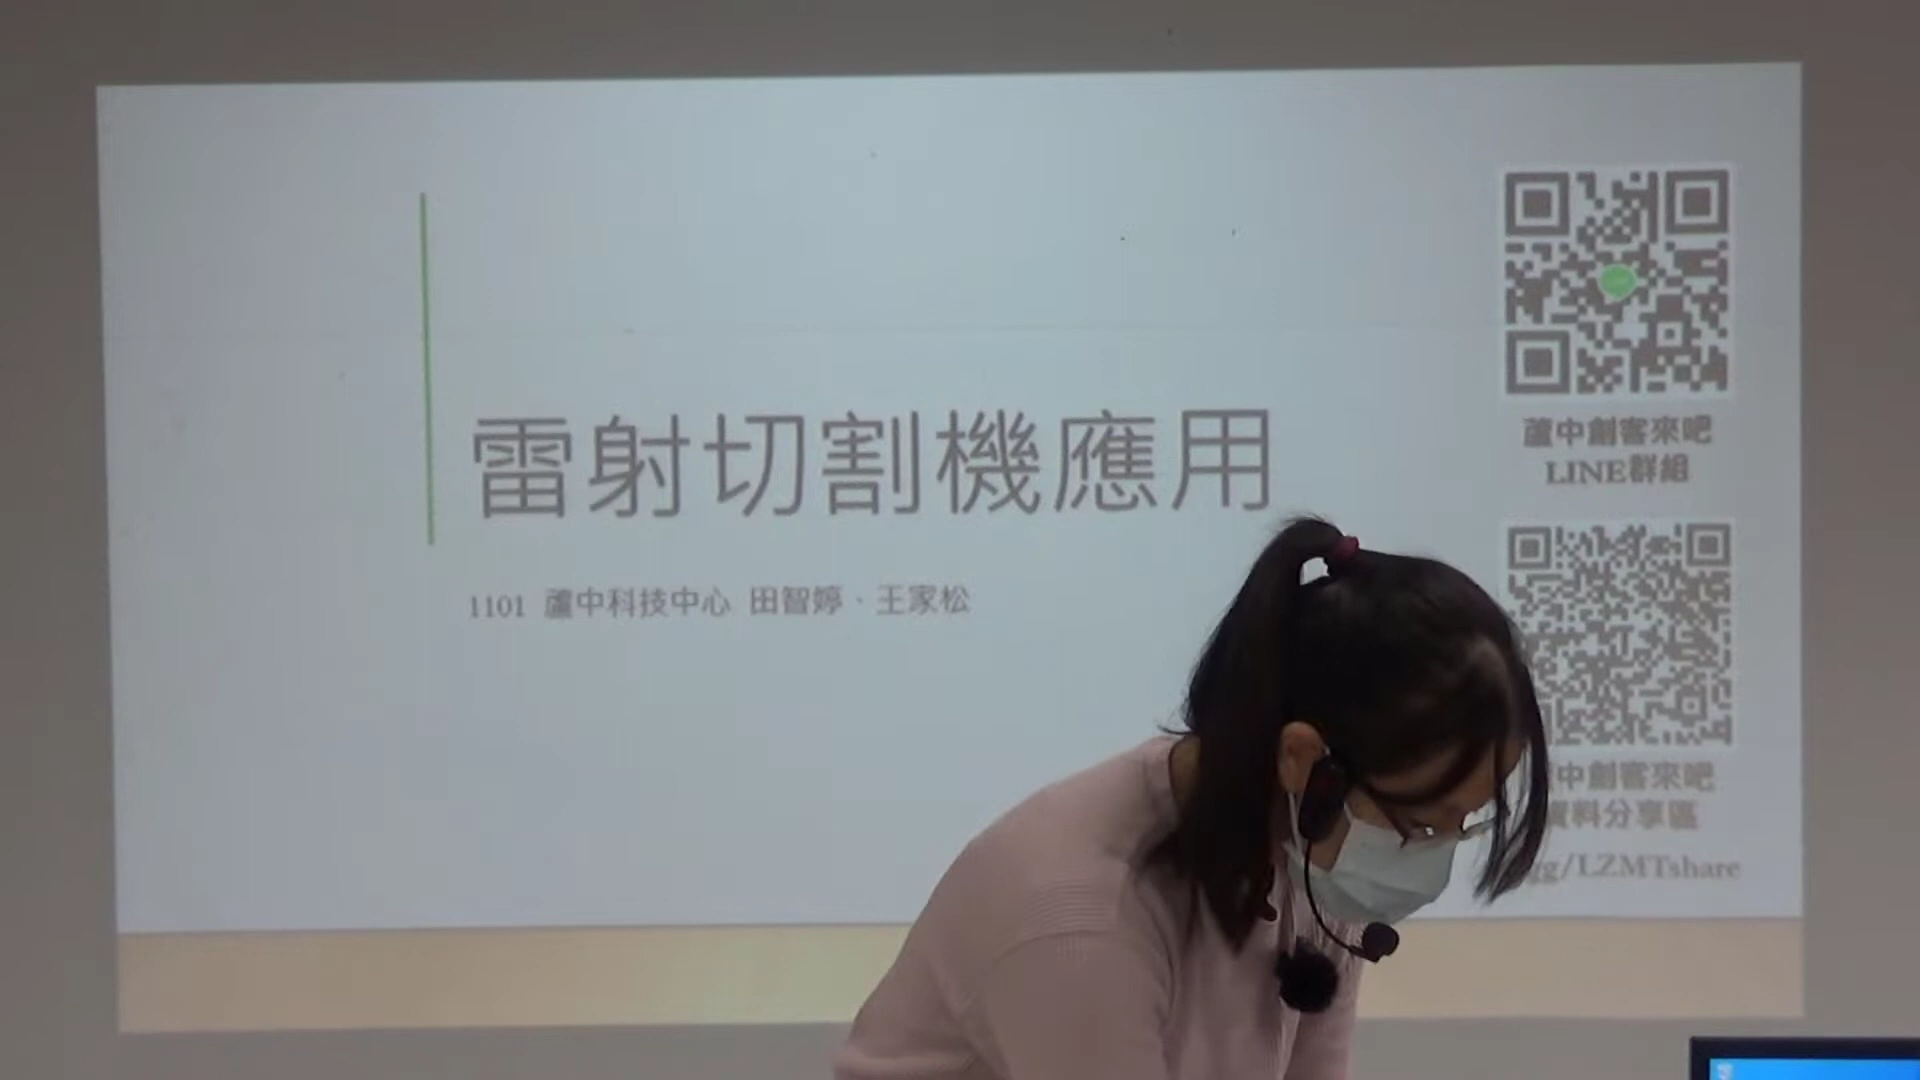 雷射切割機應用
1101 蘆中科技中心 田智婷、王家松
蘆中創客來吧
LINE群組
中創客來吧
資料分享區
gg/LZMTshare